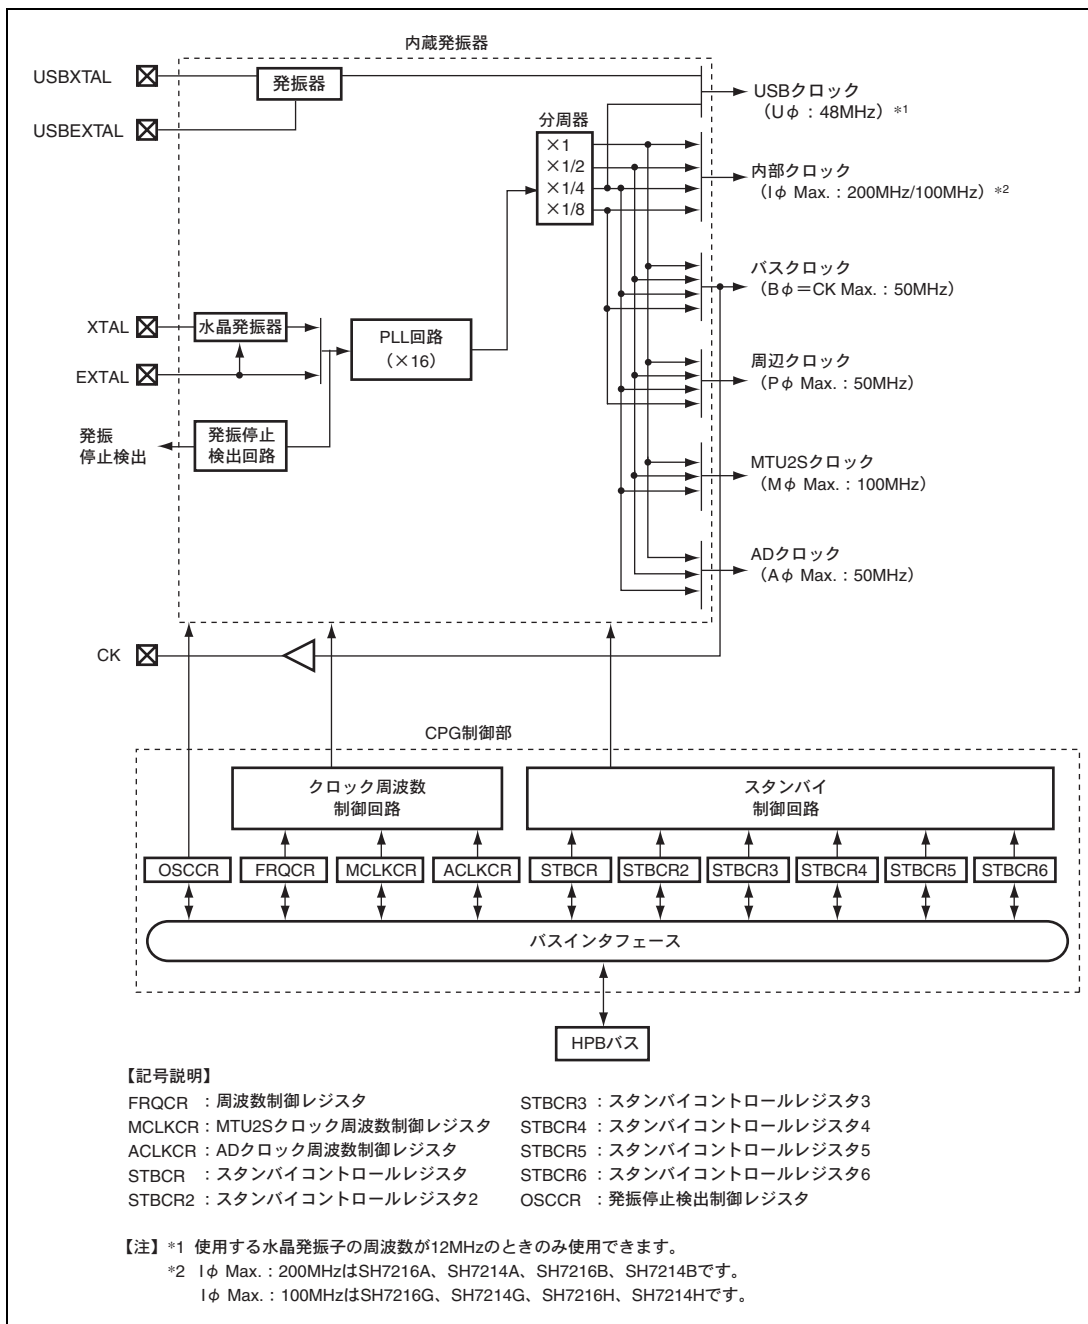 内蔵発振器
USBXTAL
発振器
USBクロック
（Uφ：48MHz）*1
USBEXTAL
分周器
×1
×1/2
×1/4
×1/8
内部クロック
（Iφ Max.：200MHz/100MHz）*2
バスクロック
（Bφ＝CK Max.：50MHz）
XTAL
水晶発振器
PLL回路
（×16）
EXTAL
周辺クロック
（Pφ Max.：50MHz）
発振
停止検出
発振停止
検出回路
MTU2Sクロック
（Mφ Max.：100MHz）
ADクロック
（Aφ Max.：50MHz）
CK
CPG制御部
クロック周波数
制御回路
スタンバイ
制御回路
OSCCR
FRQCR
MCLKCR
ACLKCR
STBCR
STBCR2
STBCR3
STBCR4
STBCR5
STBCR6
バスインタフェース
HPBバス
【記号説明】
FRQCR ：周波数制御レジスタ
MCLKCR：MTU2Sクロック周波数制御レジスタ
ACLKCR：ADクロック周波数制御レジスタ
STBCR ：スタンバイコントロールレジスタ
STBCR2：スタンバイコントロールレジスタ2
STBCR3：スタンバイコントロールレジスタ3
STBCR4：スタンバイコントロールレジスタ4
STBCR5：スタンバイコントロールレジスタ5
STBCR6：スタンバイコントロールレジスタ6
OSCCR ：発振停止検出制御レジスタ
【注】*1 使用する水晶発振子の周波数が12MHzのときのみ使用できます。
*2 Iφ Max.：200MHzはSH7216A、SH7214A、SH7216B、SH7214Bです。
Iφ Max.：100MHzはSH7216G、SH7214G、SH7216H、SH7214Hです。